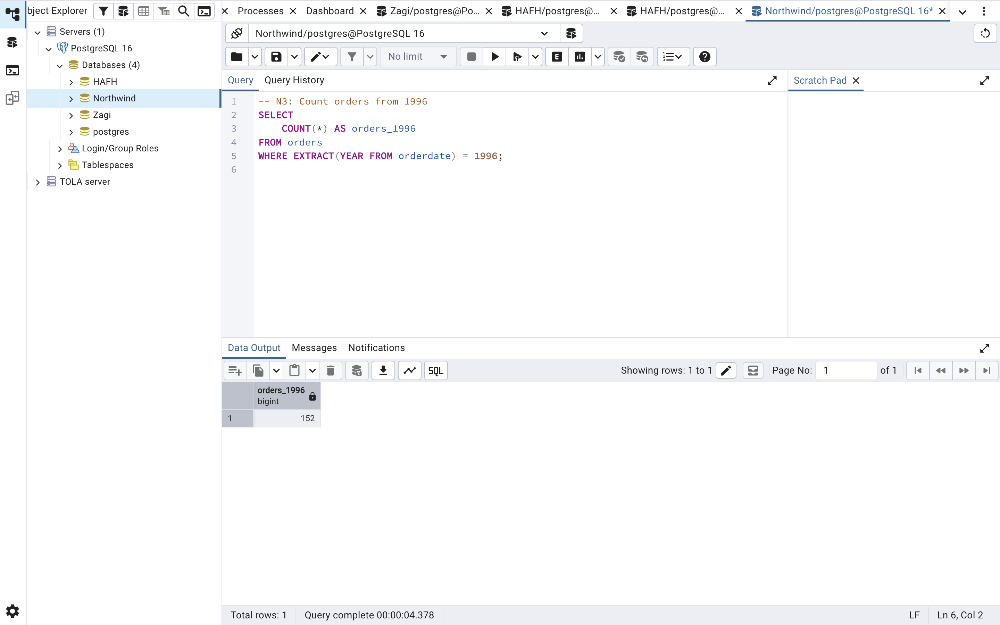 bject Explorer
Processes
Dashboard
Zagi/postgres@Po...
HAFH/postgres@...
HAFH/postgres@...
Northwind/postgres@PostgreSQL 16*
Servers (1)
PostgreSQL 16
Databases (4)
HAFH
Northwind
Zagi
postgres
Login/Group Roles
Tablespaces
TOLA server
Northwind/postgres@PostgreSQL 16
No limit
E
Query
Query History
Scratch Pad
1 -- N3: Count orders from 1996
2 SELECT
3 COUNT(*) AS orders_1996
4 FROM orders
5 WHERE EXTRACT(YEAR FROM orderdate) = 1996;
6
Data Output
Messages
Notifications
SQL
Showing rows: 1 to 1
Page No: 1 of 1
orders_1996
bigint
1 152
Total rows: 1
Query complete 00:00:04.378
LF
Ln 6, Col 2